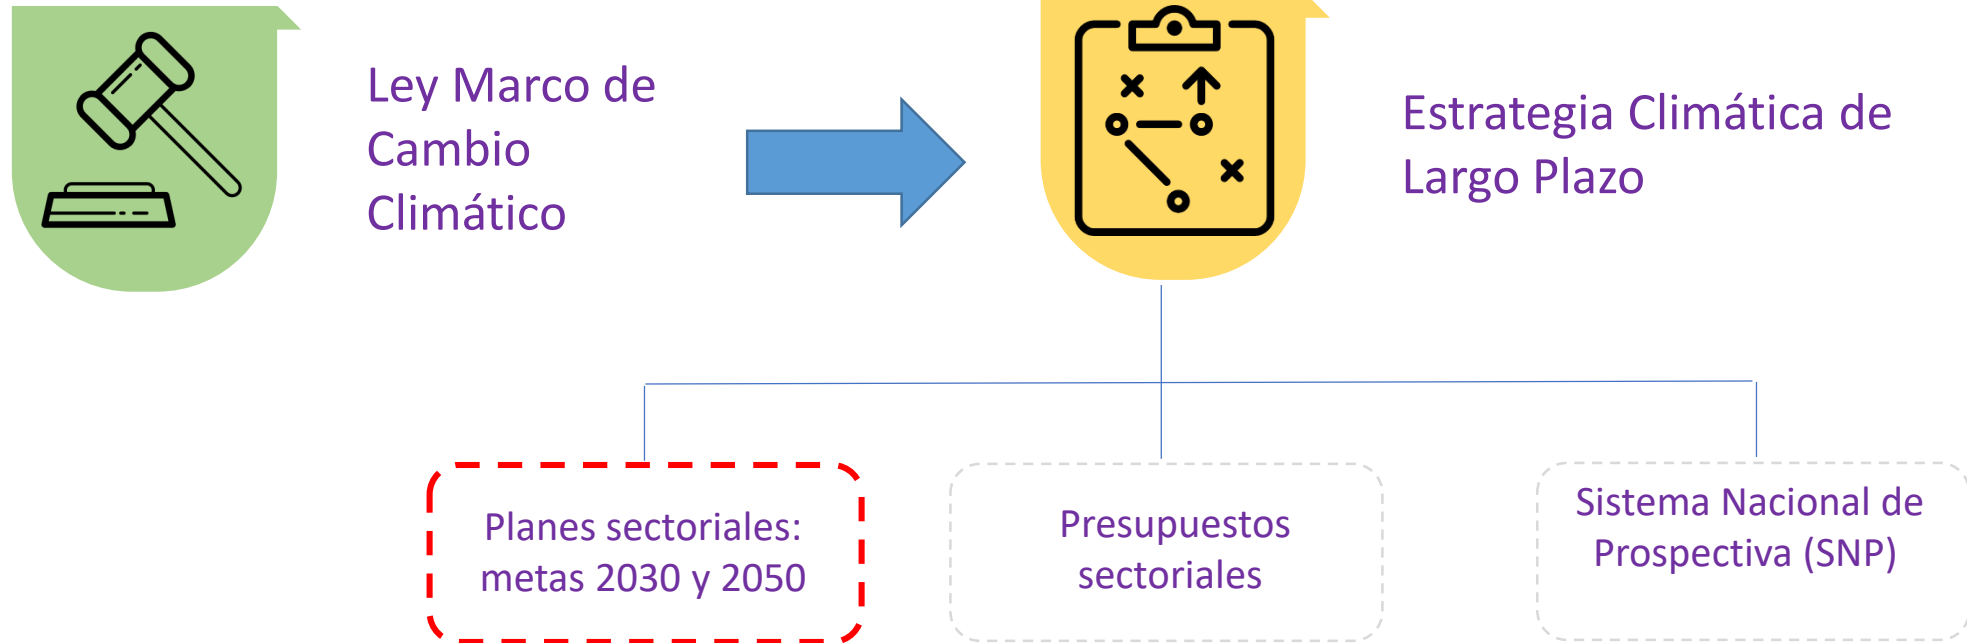 Ley Marco de
Cambio
Climático
Estrategia Climática de
Largo Plazo
Planes sectoriales:
metas 2030 y 2050
Presupuestos
sectoriales
Sistema Nacional de
Prospectiva (SNP)